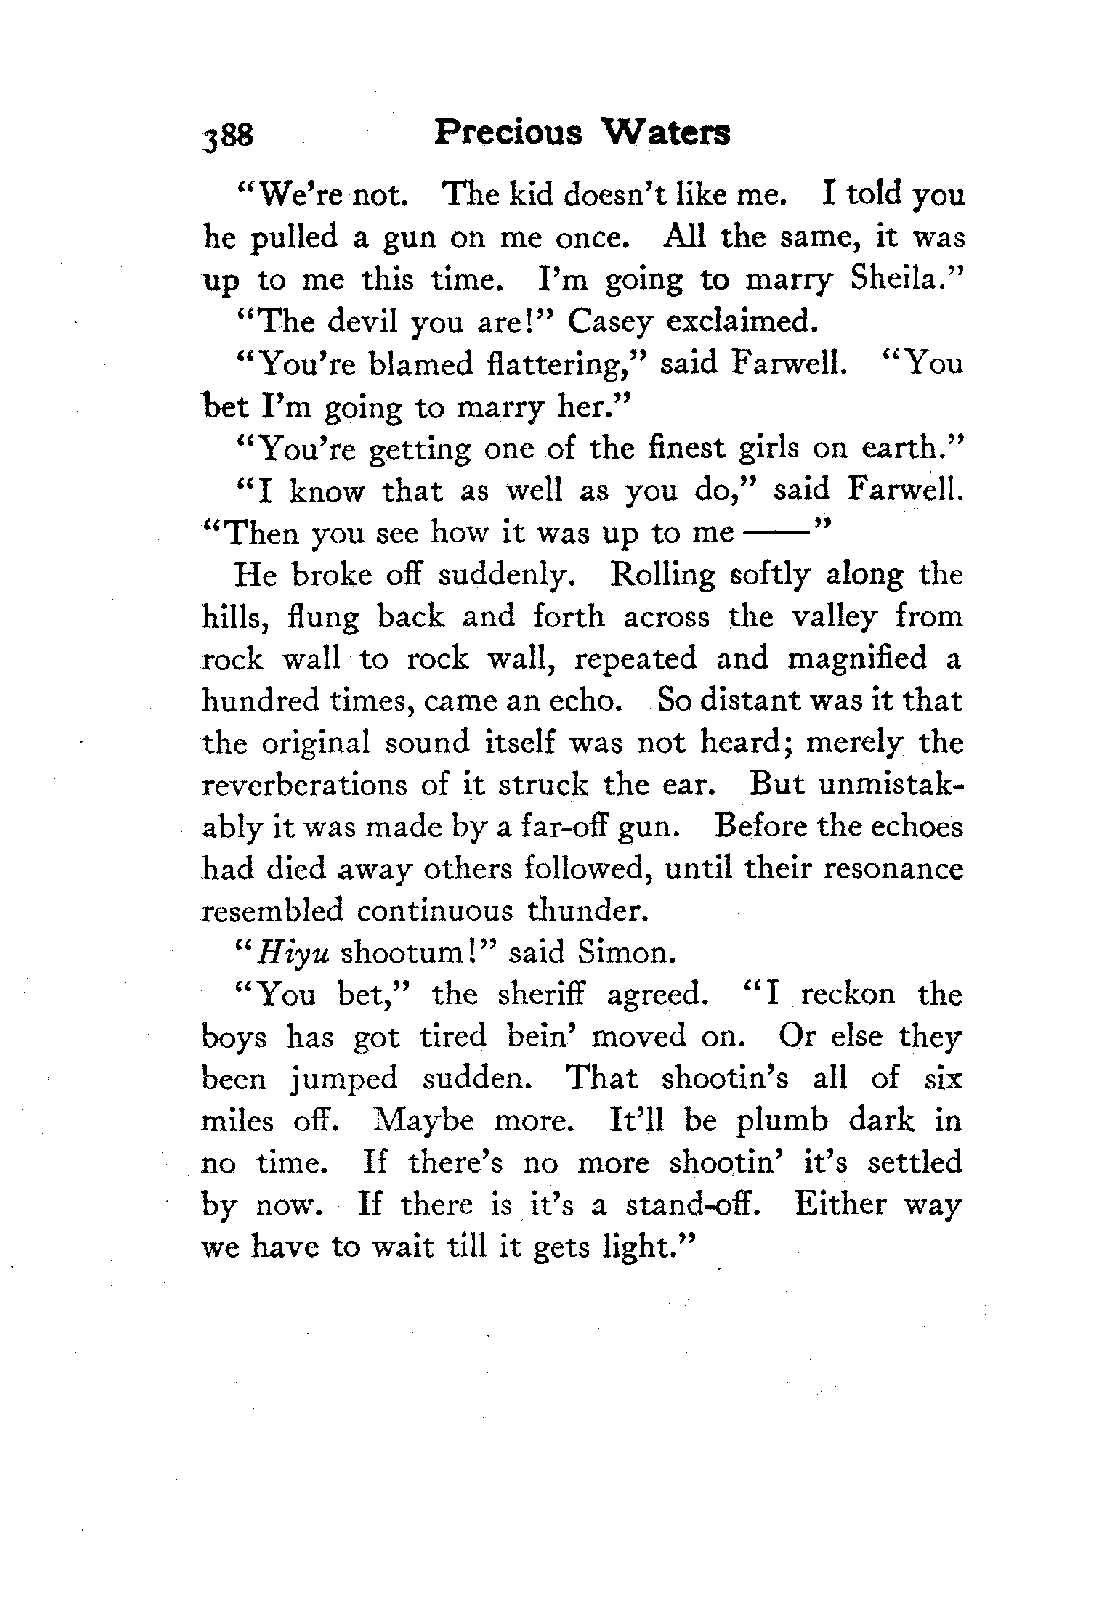 388 Precious Waters
“We’re not. The kid doesn’t like me. I told you
he pulled a gun on me once. All the same, it was
up to me this time. I’m going to marry Sheila.”
“The devil you are!” Casey exclaimed.
“You’re blamed flattering,” said Farwell. “You
bet I’m going to marry her.”
“You’re getting one of the finest girls on earth.”
“I know that as well as you do,” said Farwell.
“Then you see how it was up to me——”
He broke off suddenly. Rolling softly along the
hills, flung back and forth across the valley from
rock wall to rock wall, repeated and magnified a
hundred times, came an echo. So distant was it that
the original sound itself was not heard; merely the
reverberations of it struck the ear. But unmistak-
ably it was made by a far-off gun. Before the echoes
had died away others followed, until their resonance
resembled continuous thunder.
“Hiyu shootum!” said Simon.
“You bet,” the sheriff agreed. “I reckon the
boys has got tired bein’ moved on. Or else they
been jumped sudden. That shootin’s all of six
miles off. Maybe more. It’ll be plumb dark in
no time. If there’s no more shootin’ it’s settled
by now. If there is it’s a stand-off. Either way
we have to wait till it gets light.”